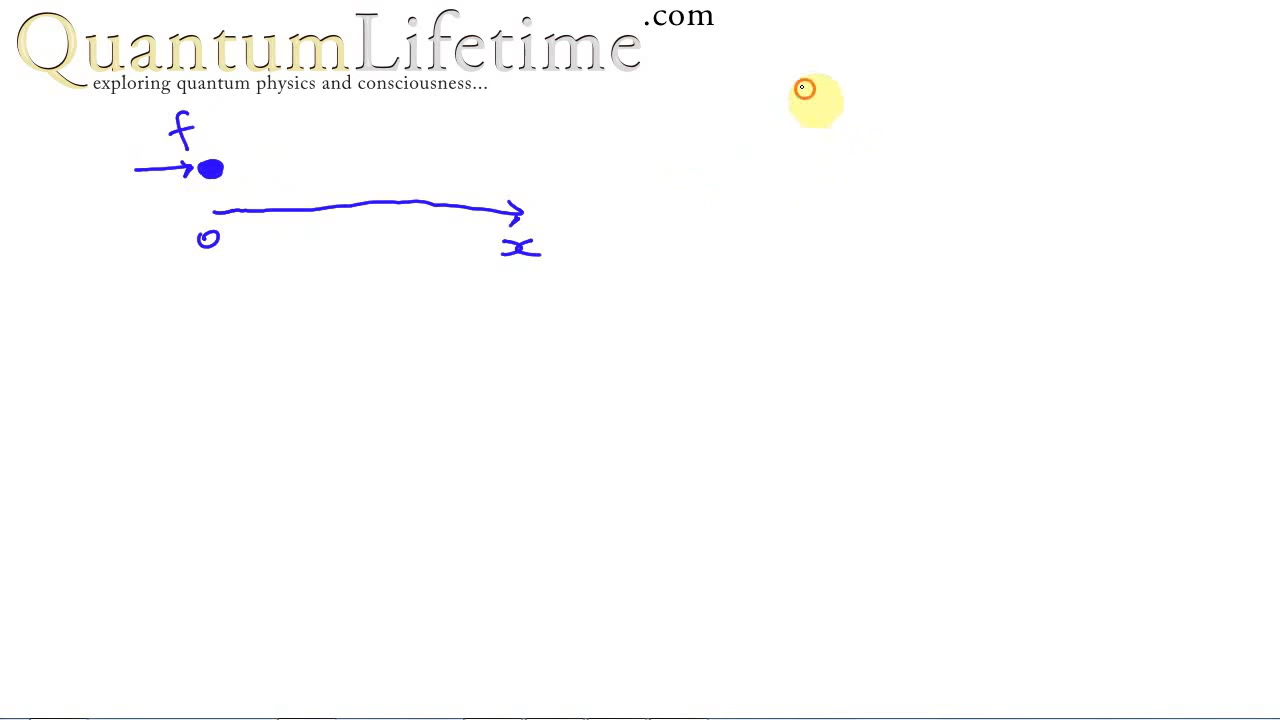 QuantumLifetime.com
exploring quantum physics and consciousness...
f
0
x